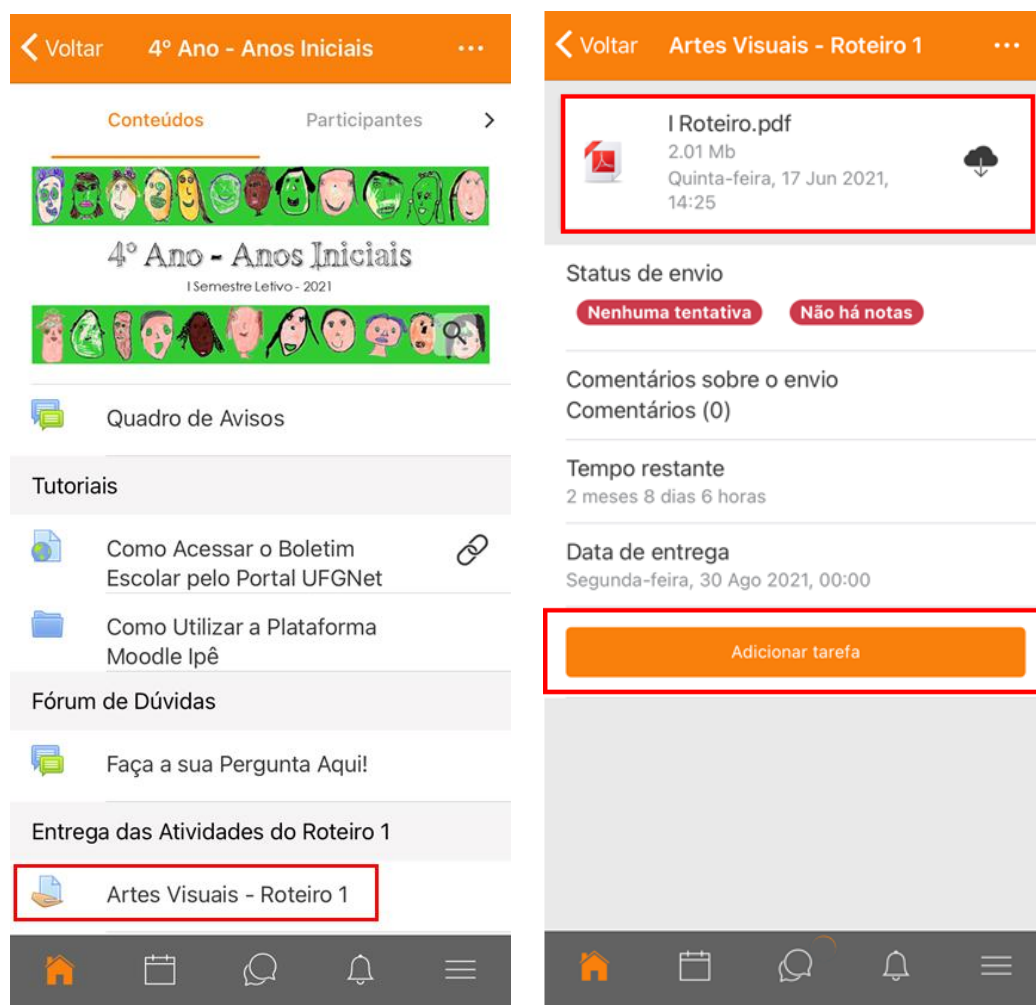 Voltar 4º Ano - Anos Iniciais
Conteúdos Participantes
4º Ano - Anos Iniciais
I Semestre Letivo - 2021
Quadro de Avisos
Tutoriais
Como Acessar o Boletim
Escolar pelo Portal UFGNet
Como Utilizar a Plataforma
Moodle Ipê
Fórum de Dúvidas
Faça a sua Pergunta Aqui!
Entrega das Atividades do Roteiro 1
Artes Visuais - Roteiro 1
Voltar Artes Visuais - Roteiro 1
I Roteiro.pdf
2.01 Mb
Quinta-feira, 17 Jun 2021,
14:25
Status de envio
Nenhuma tentativa Não há notas
Comentários sobre o envio
Comentários (0)
Tempo restante
2 meses 8 dias 6 horas
Data de entrega
Segunda-feira, 30 Ago 2021, 00:00
Adicionar tarefa